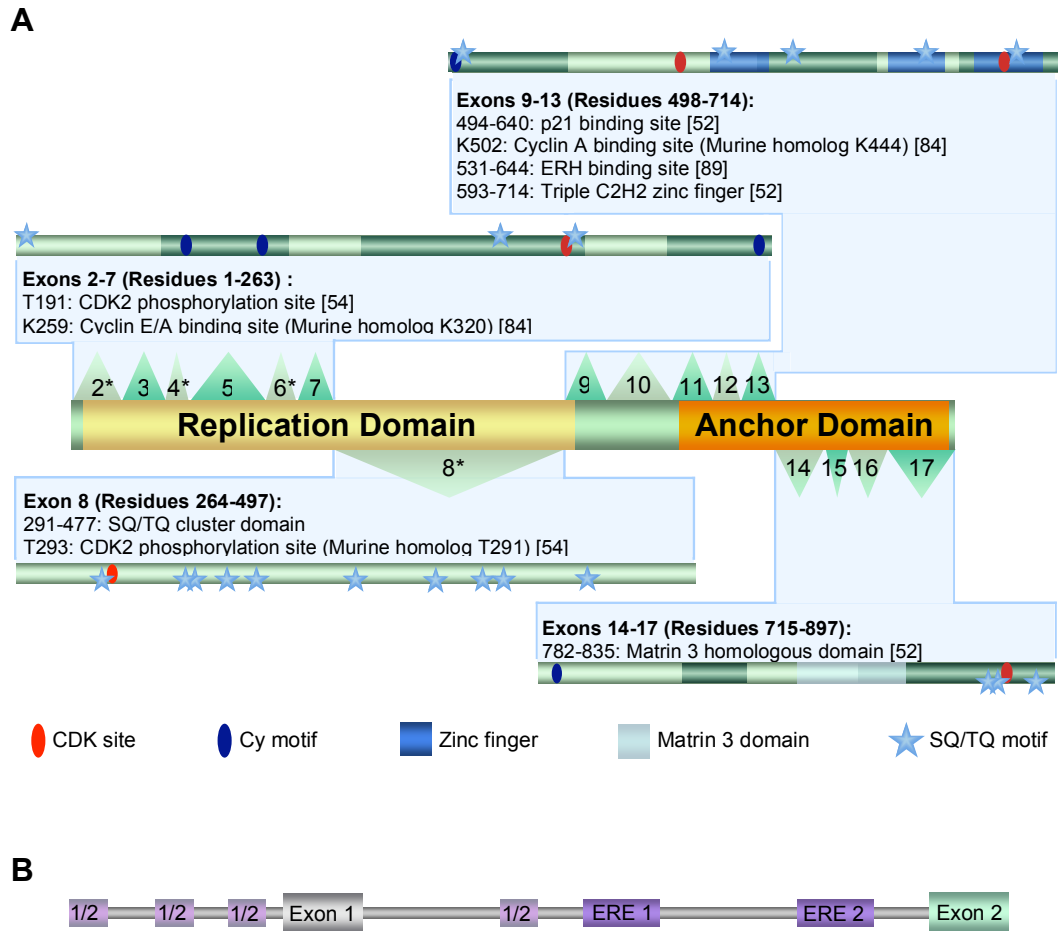 A
Exons 9-13 (Residues 498-714):
494-640: p21 binding site [52]
K502: Cyclin A binding site (Murine homolog K444) [84]
531-644: ERH binding site [89]
593-714: Triple C2H2 zinc finger [52]
Exons 2-7 (Residues 1-263) :
T191: CDK2 phosphorylation site [54]
K259: Cyclin E/A binding site (Murine homolog K320) [84]
2* 3 4* 5 6* 7 9 10 11 12 13
Replication Domain Anchor Domain
8* 14 15 16 17
Exon 8 (Residues 264-497):
291-477: SQ/TQ cluster domain
T293: CDK2 phosphorylation site (Murine homolog T291) [54]
Exons 14-17 (Residues 715-897):
782-835: Matrin 3 homologous domain [52]
CDK site Cy motif Zinc finger Matrin 3 domain SQ/TQ motif
B
1/2 1/2 1/2 Exon 1 1/2 ERE 1 ERE 2 Exon 2